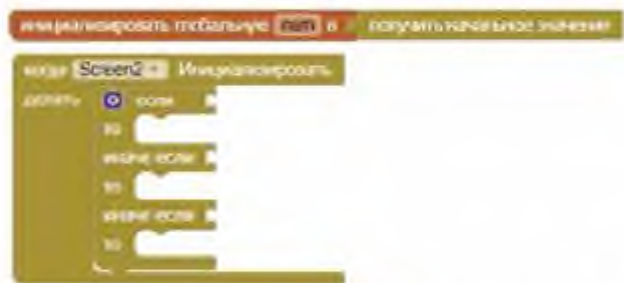 инициализировать глобальную num в получить начальное значение
когда Screen2 Инициализировать
делать если
то
иначе если
то
иначе если
то